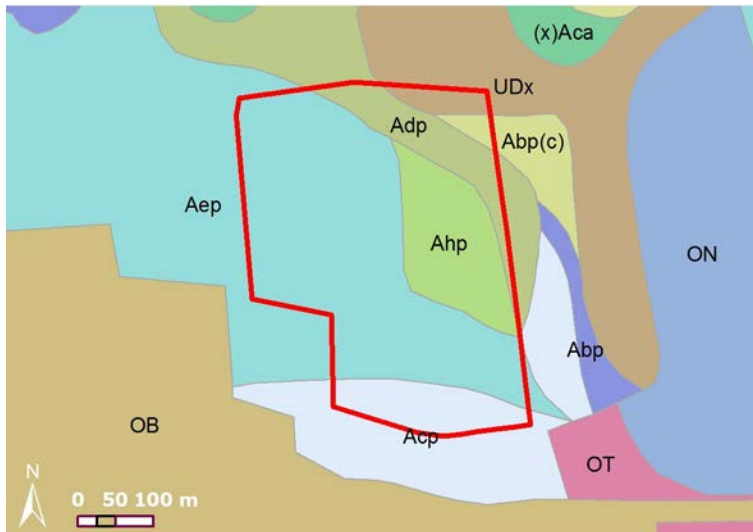 (x)Aca
UDx
Adp
Abp(c)
Aep
Ahp
ON
Abp
OB
Acp
OT
N
0 50 100 m